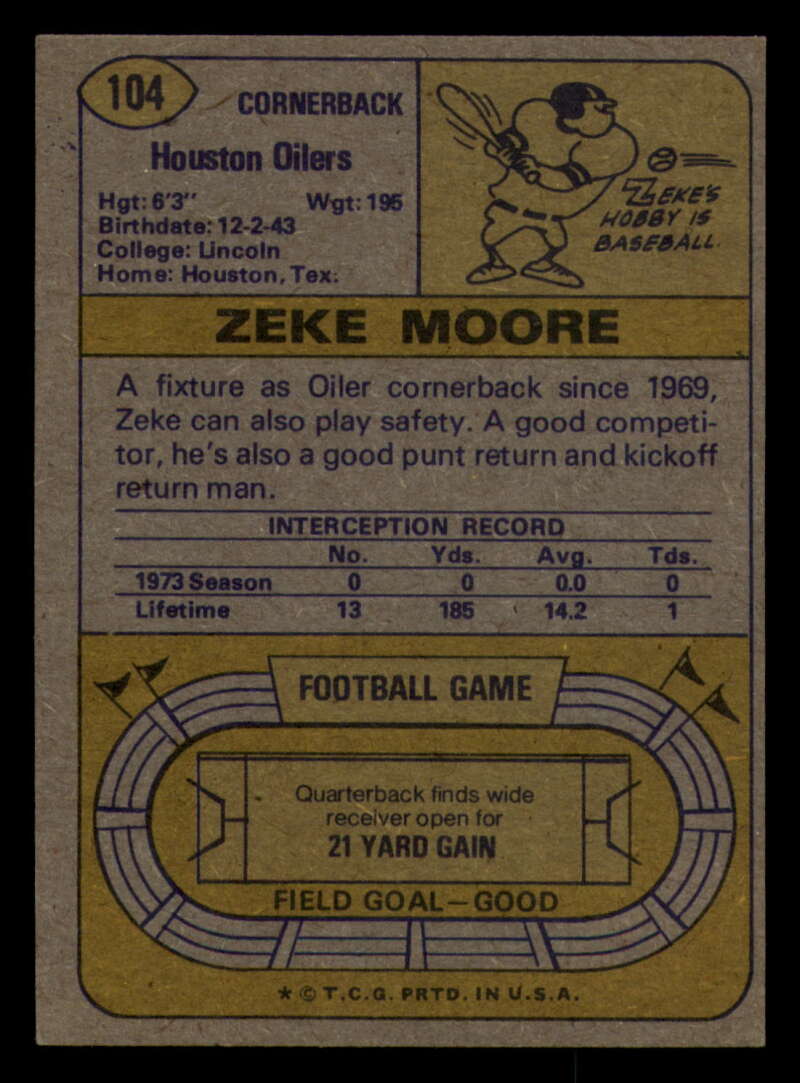 104
CORNERBACK
Houston Oilers
Hgt: 6'3" Wgt: 195
Birthdate: 12-2-43
College: Lincoln
Home: Houston, Tex.
ZEKE'S
HOBBY IS
BASEBALL.
ZEKE MOORE
A fixture as Oiler cornerback since 1969,
Zeke can also play safety. A good competi-
tor, he's also a good punt return and kickoff
return man.
INTERCEPTION RECORD
No. Yds. Avg. Tds.
1973 Season 0 0 0.0 0
Lifetime 13 185 14.2 1
FOOTBALL GAME
Quarterback finds wide
receiver open for
21 YARD GAIN
FIELD GOAL—GOOD
* © T.C.G. PRTD. IN U.S.A.